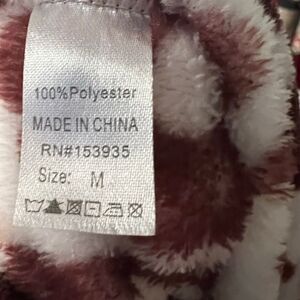 100%Polyester
MADE IN CHINA
RN#153935
Size: M